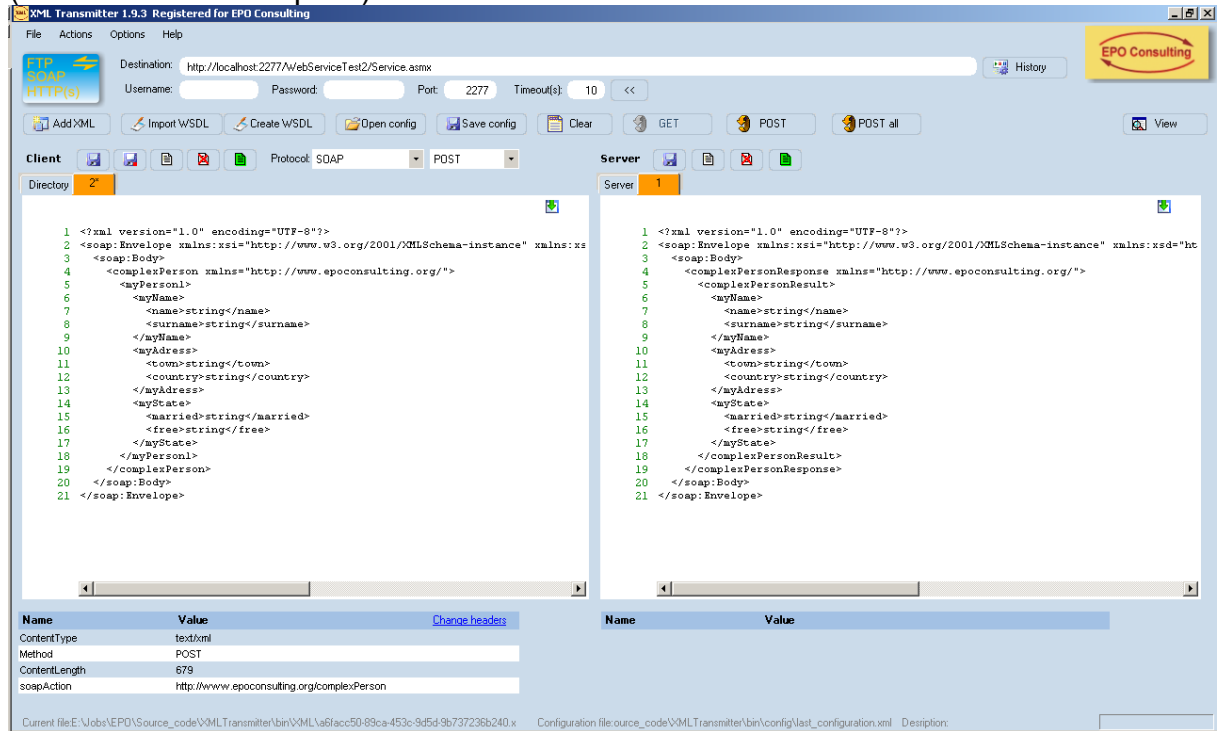 XML Transmitter 1.9.3 Registered for EPO Consulting
File Actions Options Help
EPO Consulting
FTP
SOAP
HTTP(s)
Destination: http://localhost:2277/WebServiceTest2/Service.asmx
History
Username: Password: Port: 2277 Timeout(s): 10 <<
Add XML Import WSDL Create WSDL Open config Save config Clear GET POST POST all View
Client Protocol: SOAP POST
Server
Directory 2*
Server 1
1 <?xml version="1.0" encoding="UTF-8"?>
2 <soap:Envelope xmlns:xsi="http://www.w3.org/2001/XMLSchema-instance" xmlns:xs
3 <soap:Body>
4 <complexPerson xmlns="http://www.epoconsulting.org/">
5 <myPerson1>
6 <myName>
7 <name>string</name>
8 <surname>string</surname>
9 </myName>
10 <myAdress>
11 <town>string</town>
12 <country>string</country>
13 </myAdress>
14 <myState>
15 <married>string</married>
16 <free>string</free>
17 </myState>
18 </myPerson1>
19 </complexPerson>
20 </soap:Body>
21 </soap:Envelope>
1 <?xml version="1.0" encoding="UTF-8"?>
2 <soap:Envelope xmlns:xsi="http://www.w3.org/2001/XMLSchema-instance" xmlns:xsd="ht
3 <soap:Body>
4 <complexPersonResponse xmlns="http://www.epoconsulting.org/">
5 <complexPersonResult>
6 <myName>
7 <name>string</name>
8 <surname>string</surname>
9 </myName>
10 <myAdress>
11 <town>string</town>
12 <country>string</country>
13 </myAdress>
14 <myState>
15 <married>string</married>
16 <free>string</free>
17 </myState>
18 </complexPersonResult>
19 </complexPersonResponse>
20 </soap:Body>
21 </soap:Envelope>
Name Value Change headers
ContentType text/xml
Method POST
ContentLength 679
soapAction http://www.epoconsulting.org/complexPerson
Name Value
Current file:E:\Jobs\EPO\Source_code\XMLTransmitter\bin\XML\a6facc50-89ca-453c-9d5d-9b737236b240.x Configuration file:ource_code\XMLTransmitter\bin\config\last_configuration.xml Desription: